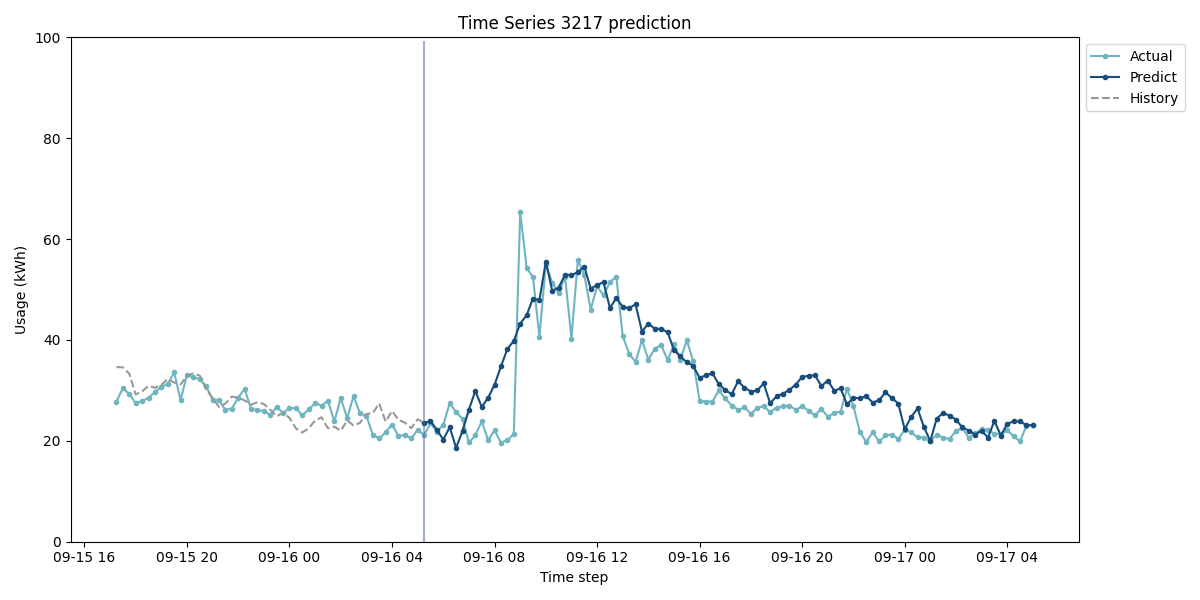 Time Series 3217 prediction
Usage (kWh)
100
80
60
40
20
0
09-15 16
09-15 20
09-16 00
09-16 04
09-16 08
09-16 12
09-16 16
09-16 20
09-17 00
09-17 04
Time step
Actual
Predict
History